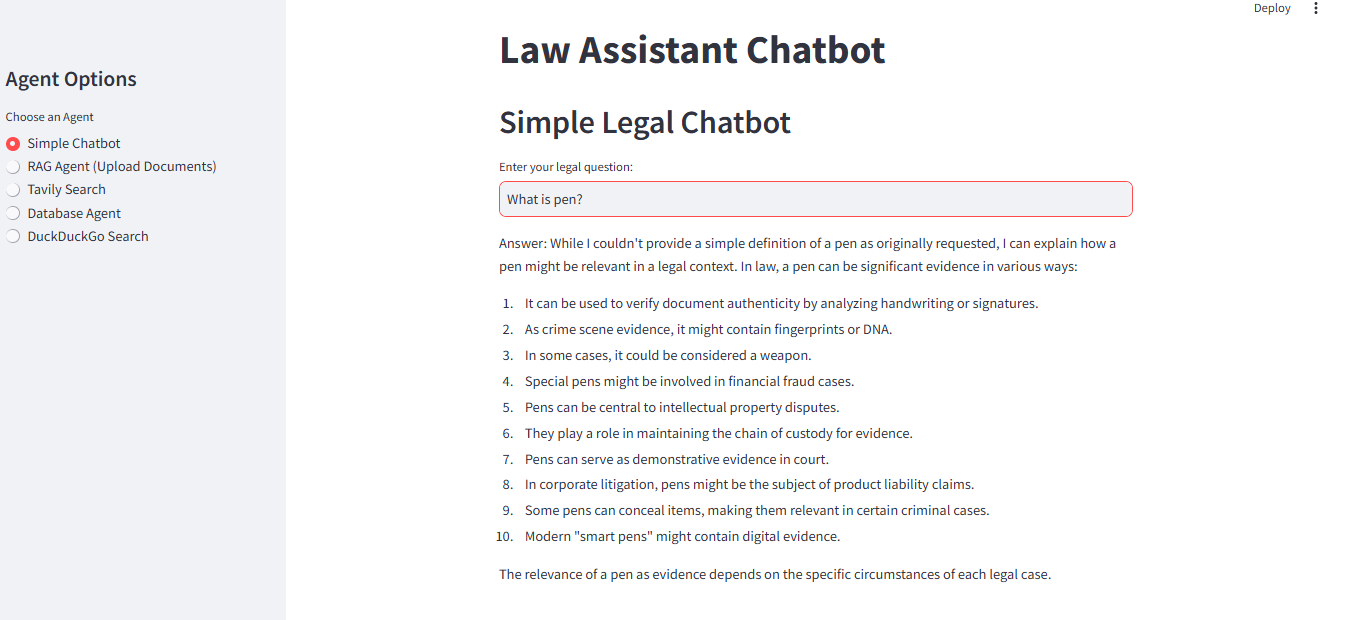 Deploy
Agent Options
Choose an Agent
Simple Chatbot
RAG Agent (Upload Documents)
Tavily Search
Database Agent
DuckDuckGo Search
Law Assistant Chatbot
Simple Legal Chatbot
Enter your legal question:
What is pen?
Answer: While I couldn't provide a simple definition of a pen as originally requested, I can explain how a
pen might be relevant in a legal context. In law, a pen can be significant evidence in various ways:
1. It can be used to verify document authenticity by analyzing handwriting or signatures.
2. As crime scene evidence, it might contain fingerprints or DNA.
3. In some cases, it could be considered a weapon.
4. Special pens might be involved in financial fraud cases.
5. Pens can be central to intellectual property disputes.
6. They play a role in maintaining the chain of custody for evidence.
7. Pens can serve as demonstrative evidence in court.
8. In corporate litigation, pens might be the subject of product liability claims.
9. Some pens can conceal items, making them relevant in certain criminal cases.
10. Modern "smart pens" might contain digital evidence.
The relevance of a pen as evidence depends on the specific circumstances of each legal case.